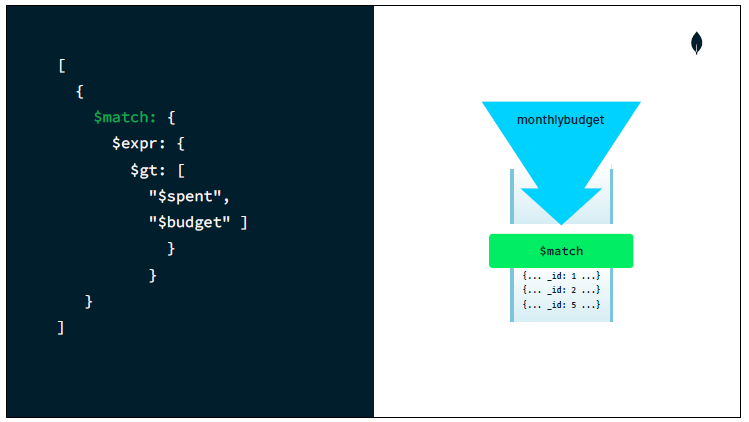 [
  {
    $match: {
      $expr: {
        $gt: [
          "$spent",
          "$budget" ]
            }
          }
   }
]
monthlybudget
$match
{... _id: 1 ...}
{... _id: 2 ...}
{... _id: 5 ...}